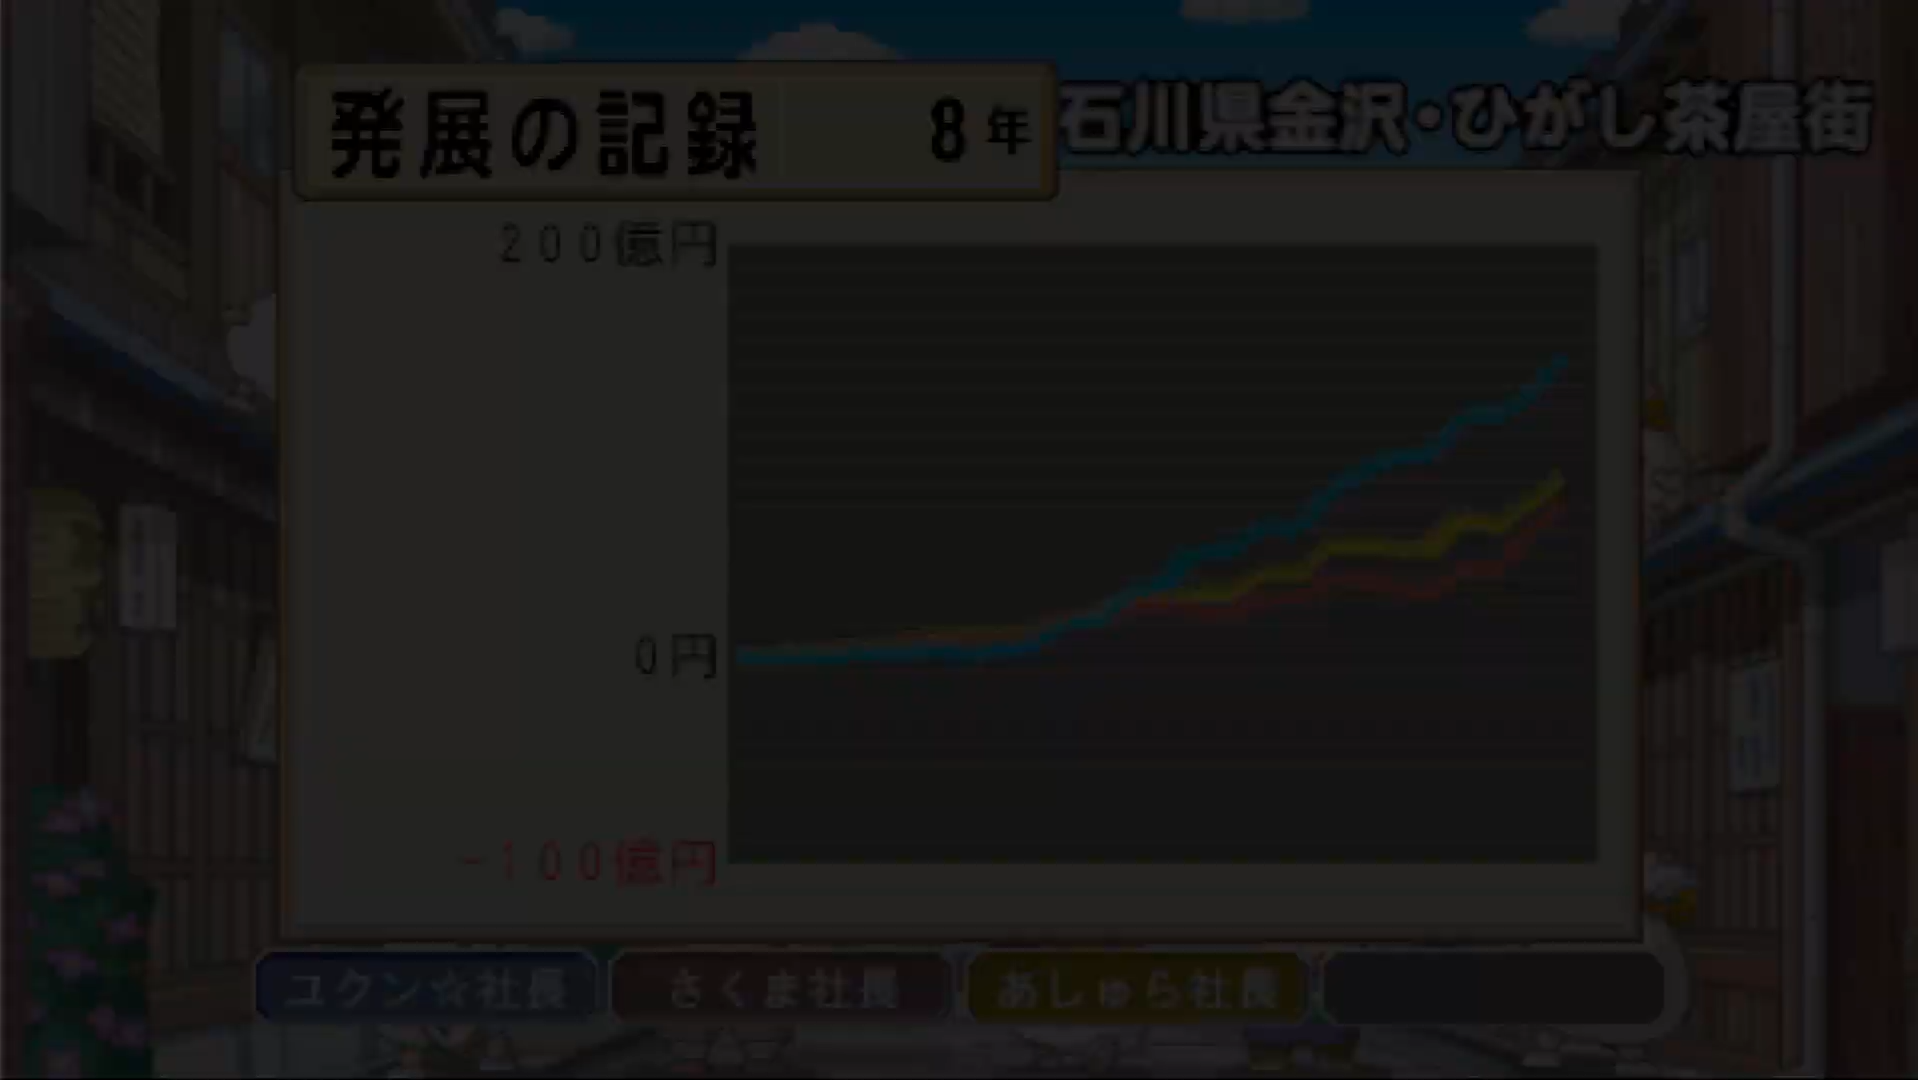 発展の記録 8年
石川県金沢・ひがし茶屋街
200億円
0円
-100億円
コクン☆社長 さくま社長 あしゅら社長